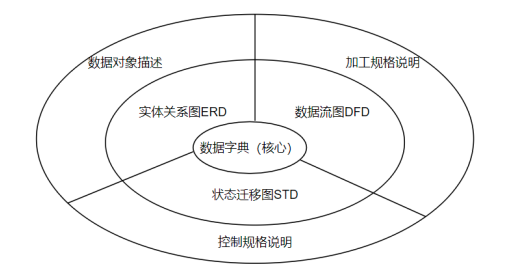 数据对象描述
加工规格说明
实体关系图ERD
数据流图DFD
数据字典（核心）
状态迁移图STD
控制规格说明